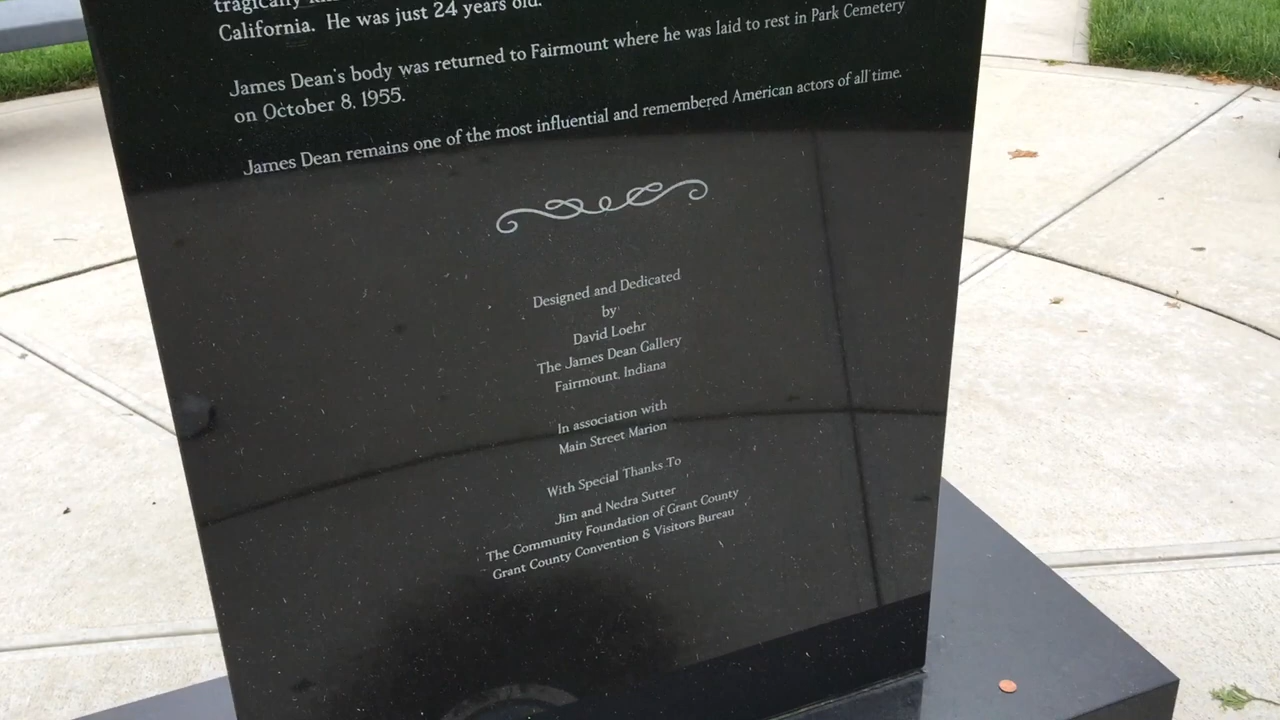 tragically
California. He was just 24 years old.
James Dean's body was returned to Fairmount where he was laid to rest in Park Cemetery
on October 8, 1955.
James Dean remains one of the most influential and remembered American actors of all time.
Designed and Dedicated
by
David Loehr
The James Dean Gallery
Fairmount, Indiana
In association with
Main Street Marion
With Special Thanks To
Jim and Nedra Sutter
The Community Foundation of Grant County
Grant County Convention & Visitors Bureau